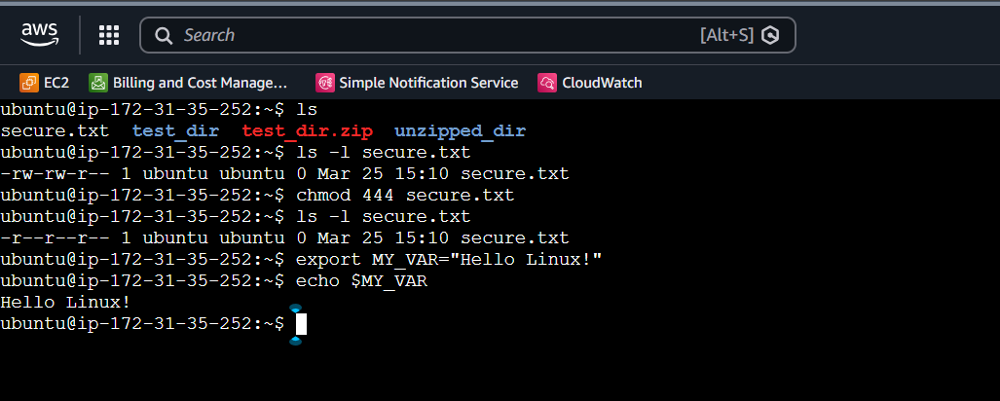 aws
Search [Alt+S]
EC2 Billing and Cost Manage... Simple Notification Service CloudWatch
ubuntu@ip-172-31-35-252:~$ ls
secure.txt  test_dir  test_dir.zip  unzipped_dir
ubuntu@ip-172-31-35-252:~$ ls -l secure.txt
-rw-rw-r-- 1 ubuntu ubuntu 0 Mar 25 15:10 secure.txt
ubuntu@ip-172-31-35-252:~$ chmod 444 secure.txt
ubuntu@ip-172-31-35-252:~$ ls -l secure.txt
-r--r--r-- 1 ubuntu ubuntu 0 Mar 25 15:10 secure.txt
ubuntu@ip-172-31-35-252:~$ export MY_VAR="Hello Linux!"
ubuntu@ip-172-31-35-252:~$ echo $MY_VAR
Hello Linux!
ubuntu@ip-172-31-35-252:~$